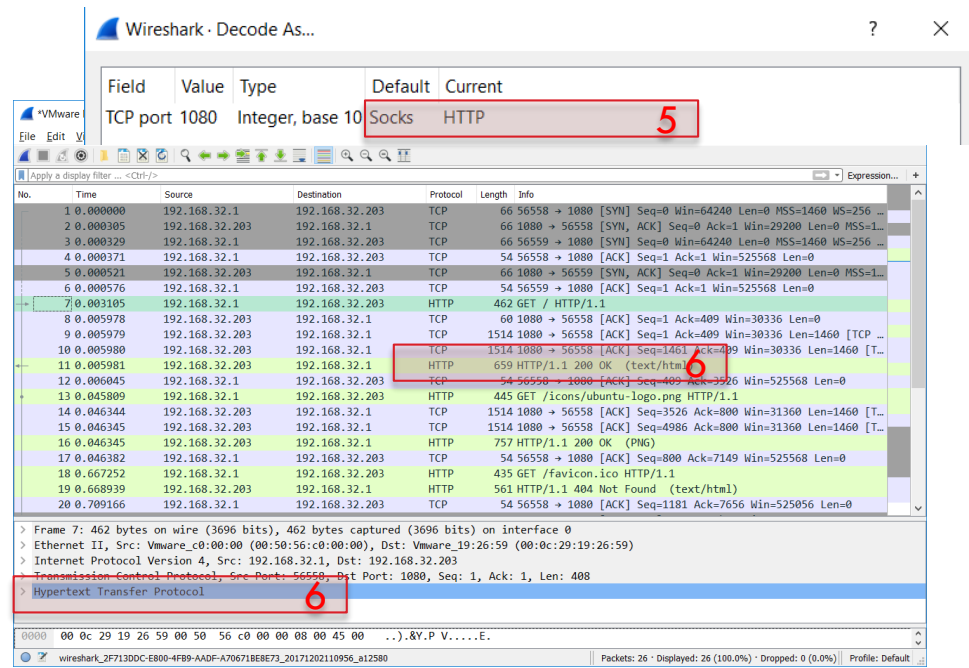 Wireshark · Decode As... ? ×
Field Value Type Default Current
TCP port 1080 Integer, base 10 Socks HTTP
5
*VMware
File Edit
Apply a display filter ... <Ctrl-/> Expression... +
No. Time Source Destination Protocol Length Info
1 0.000000 192.168.32.1 192.168.32.203 TCP 66 56558 → 1080 [SYN] Seq=0 Win=64240 Len=0 MSS=1460 WS=256 ...
2 0.000305 192.168.32.203 192.168.32.1 TCP 66 1080 → 56558 [SYN, ACK] Seq=0 Ack=1 Win=29200 Len=0 MSS=1...
3 0.000329 192.168.32.1 192.168.32.203 TCP 66 56559 → 1080 [SYN] Seq=0 Win=64240 Len=0 MSS=1460 WS=256 ...
4 0.000371 192.168.32.1 192.168.32.203 TCP 54 56558 → 1080 [ACK] Seq=1 Ack=1 Win=525568 Len=0
5 0.000521 192.168.32.203 192.168.32.1 TCP 66 1080 → 56559 [SYN, ACK] Seq=0 Ack=1 Win=29200 Len=0 MSS=1...
6 0.000576 192.168.32.1 192.168.32.203 TCP 54 56559 → 1080 [ACK] Seq=1 Ack=1 Win=525568 Len=0
7 0.003105 192.168.32.1 192.168.32.203 HTTP 462 GET / HTTP/1.1
8 0.005978 192.168.32.203 192.168.32.1 TCP 60 1080 → 56558 [ACK] Seq=1 Ack=409 Win=30336 Len=0
9 0.005979 192.168.32.203 192.168.32.1 TCP 1514 1080 → 56558 [ACK] Seq=1 Ack=409 Win=30336 Len=1460 [TCP ...
10 0.005980 192.168.32.203 192.168.32.1 TCP 1514 1080 → 56558 [ACK] Seq=1461 Ack=409 Win=30336 Len=1460 [T...
11 0.005981 192.168.32.203 192.168.32.1 HTTP 659 HTTP/1.1 200 OK (text/html)
6
12 0.006045 192.168.32.1 192.168.32.203 TCP 54 56558 → 1080 [ACK] Seq=409 Ack=3526 Win=525568 Len=0
13 0.045809 192.168.32.1 192.168.32.203 HTTP 445 GET /icons/ubuntu-logo.png HTTP/1.1
14 0.046344 192.168.32.203 192.168.32.1 TCP 1514 1080 → 56558 [ACK] Seq=3526 Ack=800 Win=31360 Len=1460 [T...
15 0.046345 192.168.32.203 192.168.32.1 TCP 1514 1080 → 56558 [ACK] Seq=4986 Ack=800 Win=31360 Len=1460 [T...
16 0.046345 192.168.32.203 192.168.32.1 HTTP 757 HTTP/1.1 200 OK (PNG)
17 0.046382 192.168.32.1 192.168.32.203 TCP 54 56558 → 1080 [ACK] Seq=800 Ack=7149 Win=525568 Len=0
18 0.667252 192.168.32.1 192.168.32.203 HTTP 435 GET /favicon.ico HTTP/1.1
19 0.668939 192.168.32.203 192.168.32.1 HTTP 561 HTTP/1.1 404 Not Found (text/html)
20 0.709166 192.168.32.1 192.168.32.203 TCP 54 56558 → 1080 [ACK] Seq=1181 Ack=7656 Win=525056 Len=0
> Frame 7: 462 bytes on wire (3696 bits), 462 bytes captured (3696 bits) on interface 0
> Ethernet II, Src: Vmware_c0:00:00 (00:50:56:c0:00:00), Dst: Vmware_19:26:59 (00:0c:29:19:26:59)
> Internet Protocol Version 4, Src: 192.168.32.1, Dst: 192.168.32.203
> Transmission Control Protocol, Src Port: 56558, Dst Port: 1080, Seq: 1, Ack: 1, Len: 408
> Hypertext Transfer Protocol
6
0000 00 0c 29 19 26 59 00 50 56 c0 00 00 08 00 45 00 ..).&Y.P V.....E.
wireshark_2F713DDC-E800-4FB9-AADF-A70671BE8E73_20171202110956_a12580 Packets: 26 · Displayed: 26 (100.0%) · Dropped: 0 (0.0%) Profile: Default